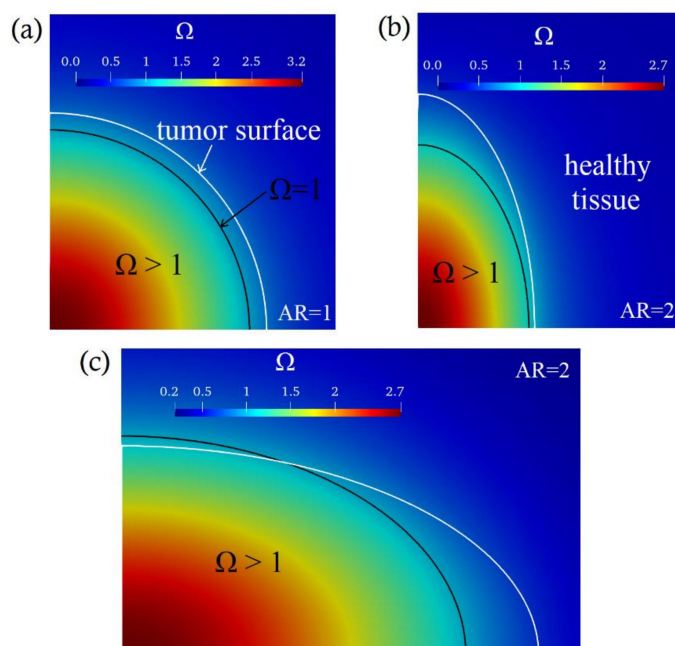 (a)
Ω
0.0 0.5 1 1.5 2 2.5 3.2
tumor surface
Ω=1
Ω > 1
AR=1
(b)
Ω
0.0 0.5 1 1.5 2 2.7
healthy
tissue
Ω > 1
AR=2
(c)
Ω
AR=2
0.2 0.5 1 1.5 2 2.7
Ω > 1